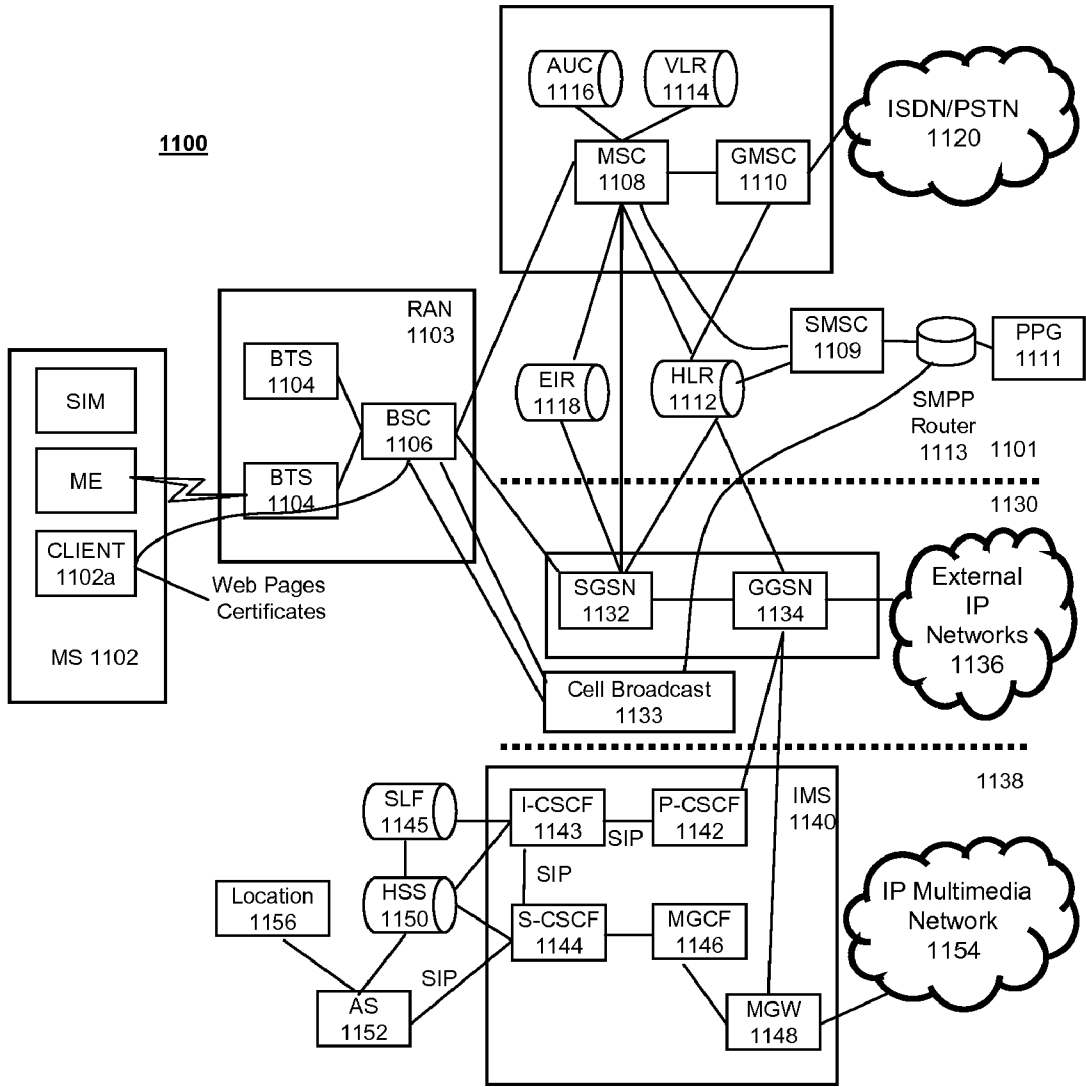 1100
AUC
1116
VLR
1114
MSC
1108
GMSC
1110
ISDN/PSTN
1120
RAN
1103
BTS
1104
BSC
1106
BTS
1104
SIM
ME
CLIENT
1102a
MS 1102
Web Pages
Certificates
EIR
1118
HLR
1112
SMSC
1109
SMPP
Router
1113
PPG
1111
1101
1130
SGSN
1132
GGSN
1134
External
IP
Networks
1136
Cell Broadcast
1133
1138
IMS
1140
SLF
1145
I-CSCF
1143
SIP
P-CSCF
1142
SIP
Location
1156
HSS
1150
S-CSCF
1144
MGCF
1146
IP Multimedia
Network
1154
SIP
AS
1152
MGW
1148